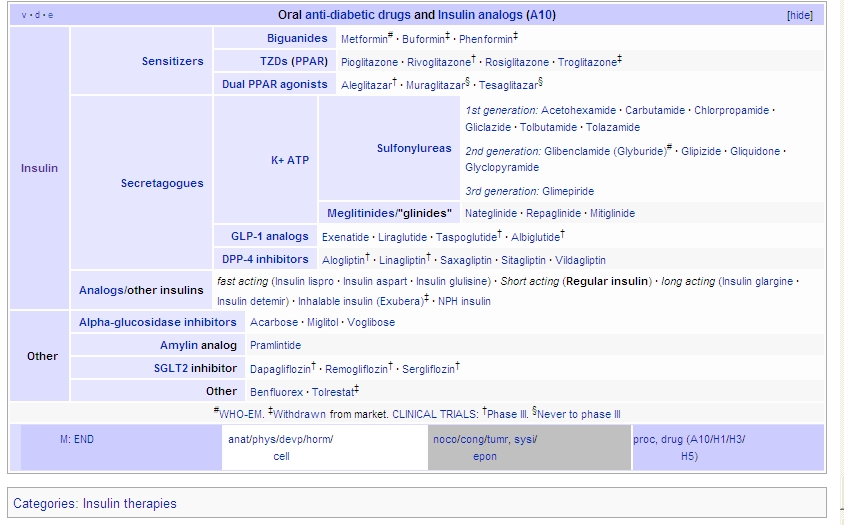 v · d · e
Oral anti-diabetic drugs and Insulin analogs (A10)
[hide]
Insulin
Sensitizers
Biguanides
Metformin# · Buformin‡ · Phenformin‡
TZDs (PPAR)
Pioglitazone · Rivoglitazone† · Rosiglitazone · Troglitazone‡
Dual PPAR agonists
Aleglitazar† · Muraglitazar§ · Tesaglitazar§
Secretagogues
K+ ATP
Sulfonylureas
1st generation: Acetohexamide · Carbutamide · Chlorpropamide ·
Gliclazide · Tolbutamide · Tolazamide
2nd generation: Glibenclamide (Glyburide)# · Glipizide · Gliquidone ·
Glyclopyramide
3rd generation: Glimepiride
Meglitinides/"glinides"
Nateglinide · Repaglinide · Mitiglinide
GLP-1 analogs
Exenatide · Liraglutide · Taspoglutide† · Albiglutide†
DPP-4 inhibitors
Alogliptin† · Linagliptin† · Saxagliptin · Sitagliptin · Vildagliptin
Analogs/other insulins
fast acting (Insulin lispro · Insulin aspart · Insulin glulisine) · Short acting (Regular insulin) · long acting (Insulin glargine ·
Insulin detemir) · Inhalable insulin (Exubera)‡ · NPH insulin
Other
Alpha-glucosidase inhibitors
Acarbose · Miglitol · Voglibose
Amylin analog
Pramlintide
SGLT2 inhibitor
Dapagliflozin† · Remogliflozin† · Sergliflozin†
Other
Benfluorex · Tolrestat‡
#WHO-EM. ‡Withdrawn from market. CLINICAL TRIALS: †Phase III. §Never to phase III
M: END
anat/phys/devp/horm/
cell
noco/cong/tumr, sysi/
epon
proc, drug (A10/H1/H3/
H5)
Categories: Insulin therapies